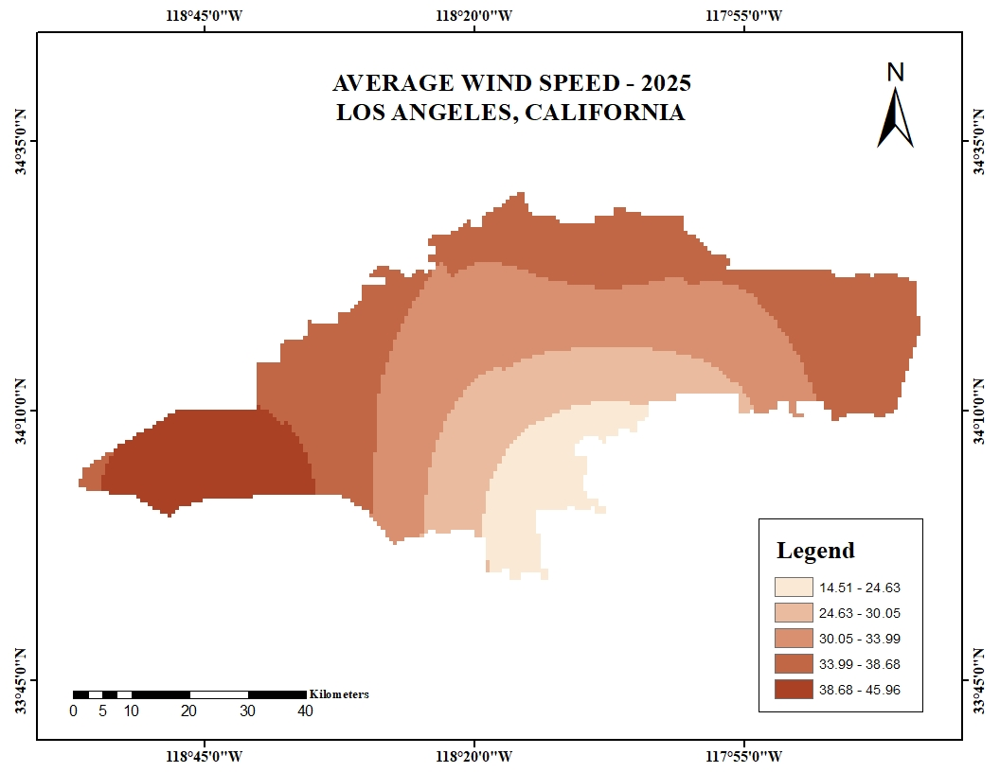 118°45'0"W 118°20'0"W 117°55'0"W
N
AVERAGE WIND SPEED - 2025
LOS ANGELES, CALIFORNIA
34°35'0"N 34°35'0"N
34°10'0"N 34°10'0"N
Legend
14.51 - 24.63
24.63 - 30.05
30.05 - 33.99
33.99 - 38.68
38.68 - 45.96
33°45'0"N 33°45'0"N
Kilometers
0 5 10 20 30 40
118°45'0"W 118°20'0"W 117°55'0"W